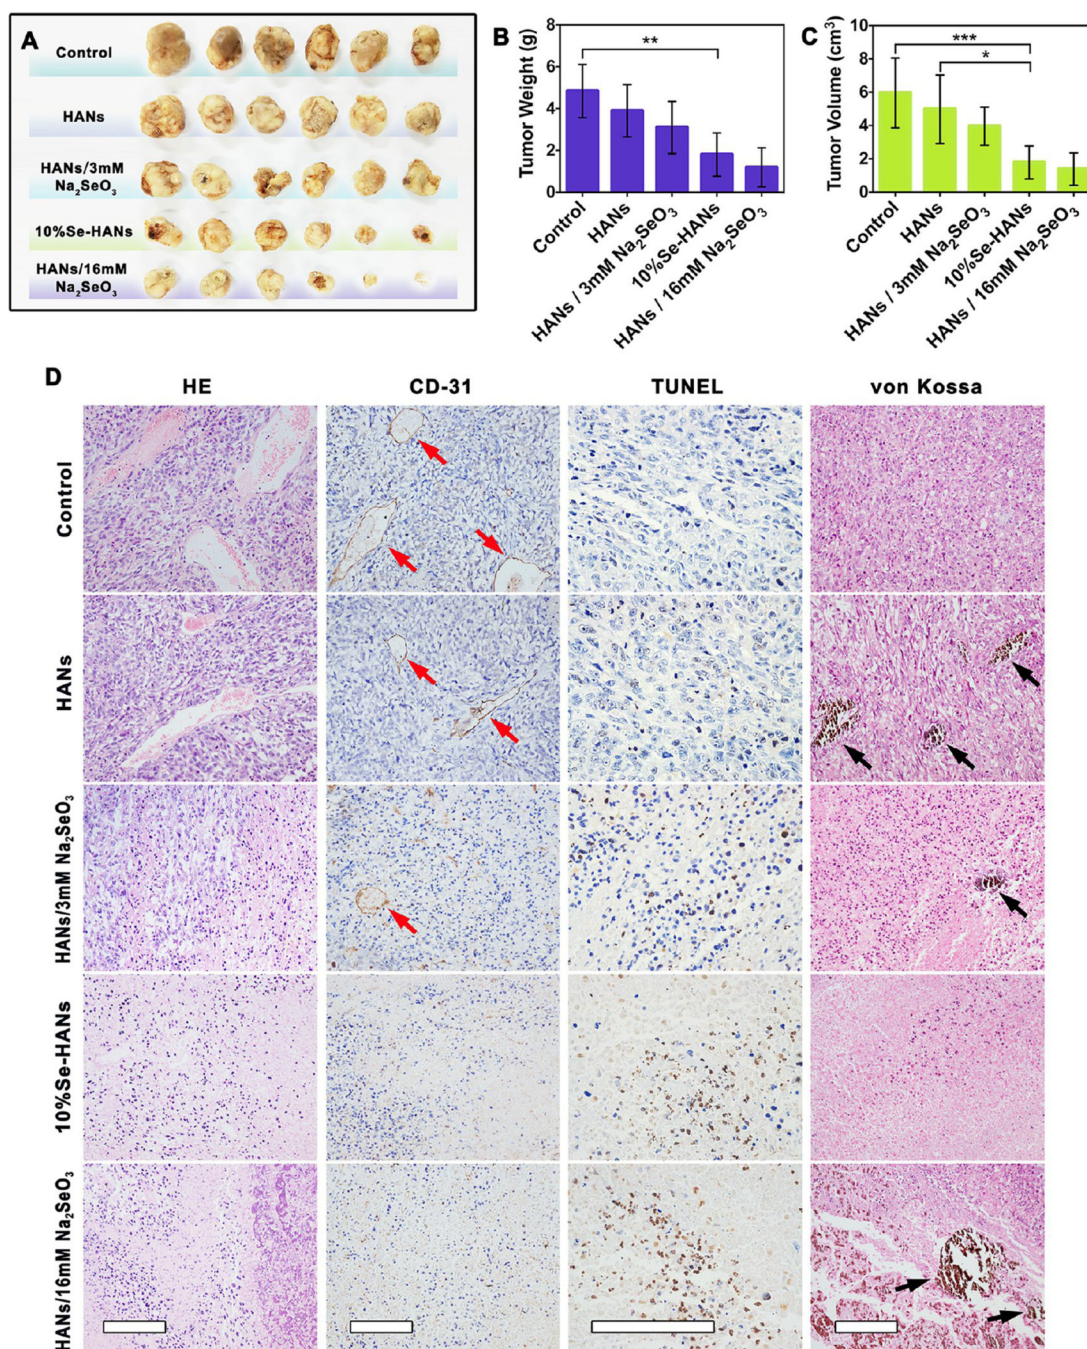 A
Control
HANs
HANs/3mM
Na₂SeO₃
10%Se-HANs
HANs/16mM
Na₂SeO₃
B
Tumor Weight (g)
8
6
4
2
0
**
Control
HANs
HANs / 3mM Na₂SeO₃
10%Se-HANs
HANs / 16mM Na₂SeO₃
C
Tumor Volume (cm³)
10
8
6
4
2
0
***
*
Control
HANs
HANs / 3mM Na₂SeO₃
10%Se-HANs
HANs / 16mM Na₂SeO₃
D
HE
CD-31
TUNEL
von Kossa
Control
HANs
HANs/3mM Na₂SeO₃
10%Se-HANs
HANs/16mM Na₂SeO₃